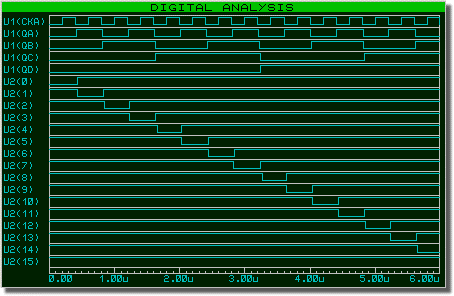 DIGITAL ANALYSIS
U1(CKA)
U1(QA)
U1(QB)
U1(QC)
U1(QD)
U2(0)
U2(1)
U2(2)
U2(3)
U2(4)
U2(5)
U2(6)
U2(7)
U2(8)
U2(9)
U2(10)
U2(11)
U2(12)
U2(13)
U2(14)
U2(15)
0.00 1.00u 2.00u 3.00u 4.00u 5.00u 6.00u